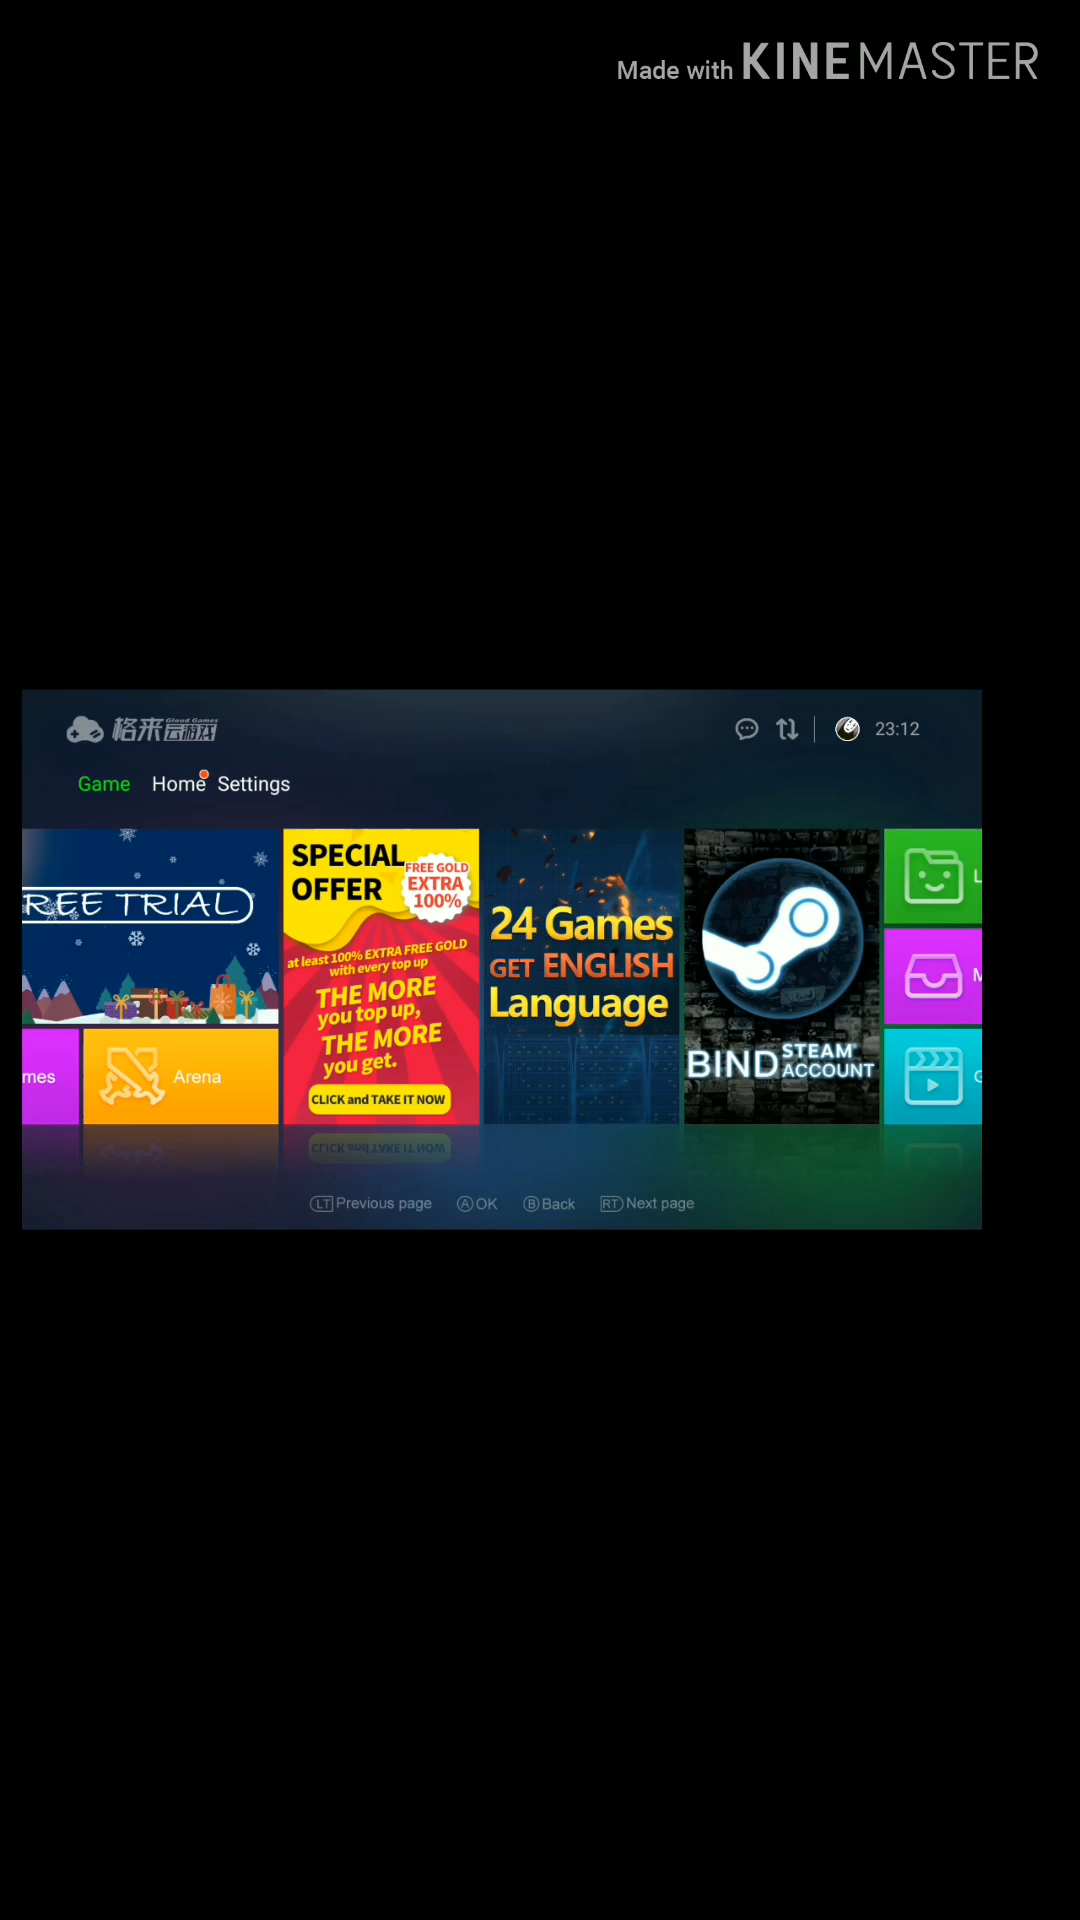 Made with KINEMASTER
格来云游戏
Gloud Games
23:12
Game Home Settings
REE TRIAL
SPECIAL
OFFER
FREE GOLD
EXTRA
100%
at least 100% EXTRA FREE GOLD
with every top up
THE MORE
you top up,
THE MORE
you get.
CLICK and TAKE IT NOW
24 Games
GET ENGLISH
Language
BIND STEAM
ACCOUNT
L
M
G
mes
Arena
LT Previous page A OK B Back RT Next page